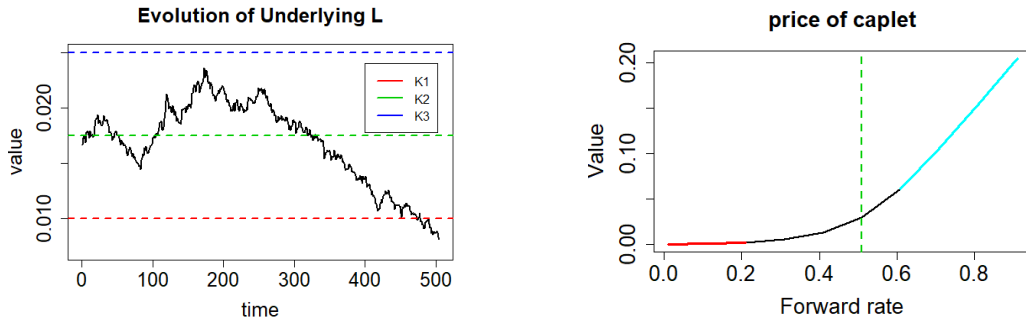 Evolution of Underlying L
value
0.010
0.020
K1
K2
K3
0
100
200
300
400
500
time
price of caplet
Value
0.00
0.10
0.20
0.0
0.2
0.4
0.6
0.8
Forward rate